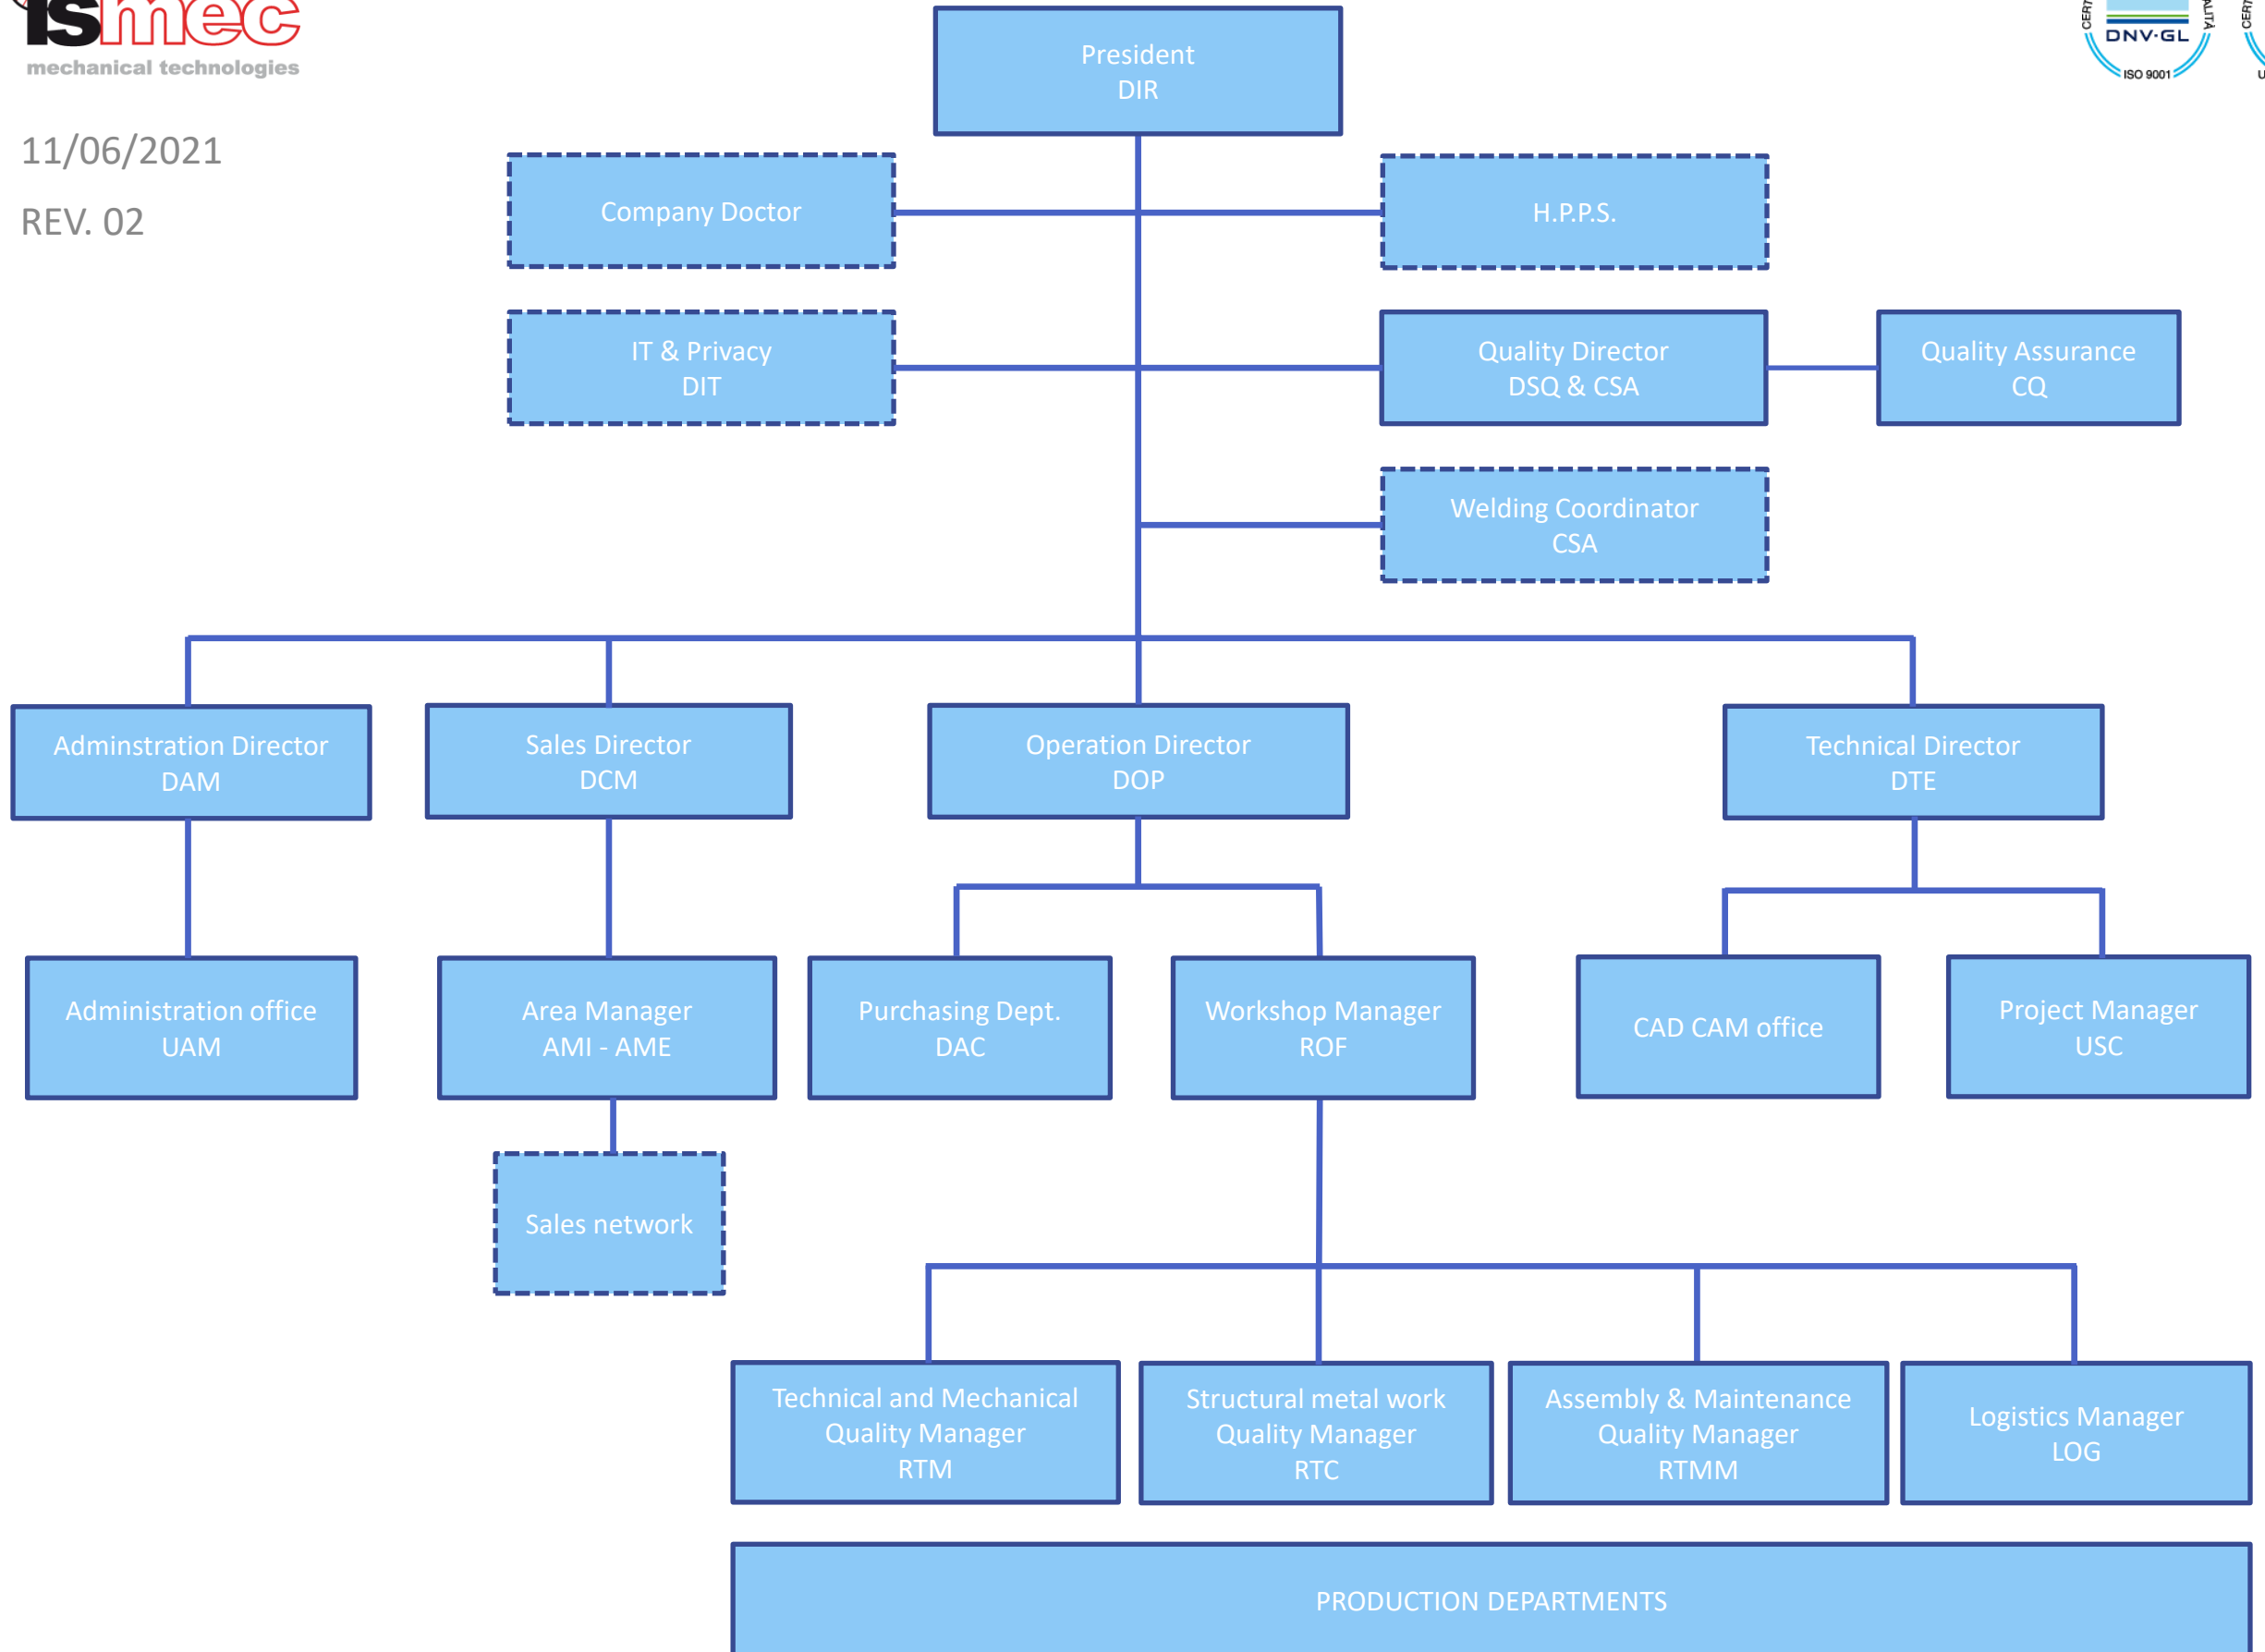 ismec
mechanical technologies
11/06/2021
REV. 02
DNV·GL
ISO 9001
President
DIR
Company Doctor
H.P.P.S.
IT & Privacy
DIT
Quality Director
DSQ & CSA
Quality Assurance
CQ
Welding Coordinator
CSA
Adminstration Director
DAM
Sales Director
DCM
Operation Director
DOP
Technical Director
DTE
Administration office
UAM
Area Manager
AMI - AME
Purchasing Dept.
DAC
Workshop Manager
ROF
CAD CAM office
Project Manager
USC
Sales network
Technical and Mechanical
Quality Manager
RTM
Structural metal work
Quality Manager
RTC
Assembly & Maintenance
Quality Manager
RTMM
Logistics Manager
LOG
PRODUCTION DEPARTMENTS